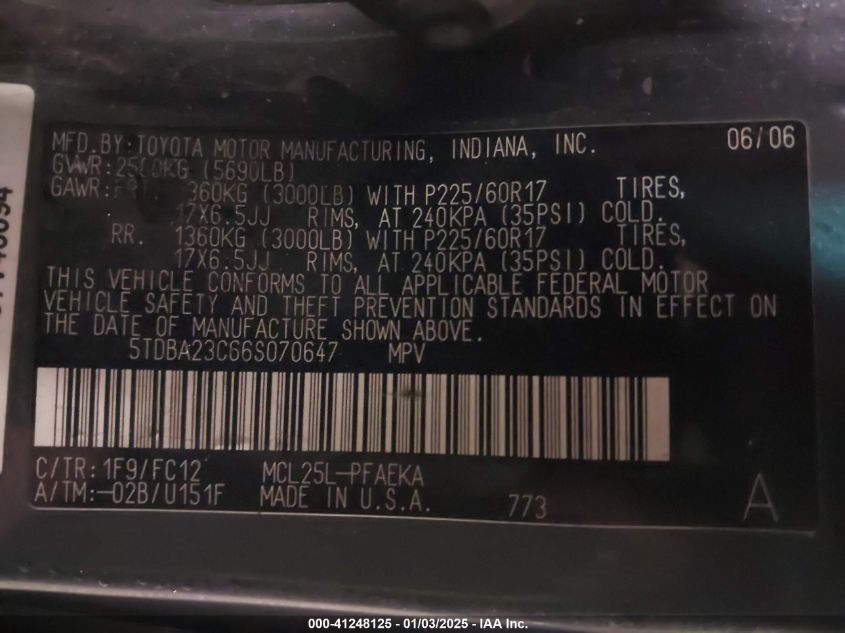 MFD.BY:TOYOTA MOTOR MANUFACTURING, INDIANA, INC. 06/06
GVWR: (5690LB)
GAWR: 360KG (3000LB) WITH P225/60R17 TIRES,
17X6.5JJ RIMS, AT 240KPA (35PSI) COLD.
RR. 1360KG (3000LB) WITH P225/60R17 TIRES,
17X6.5JJ RIMS, AT 240KPA (35PSI) COLD.
THIS VEHICLE CONFORMS TO ALL APPLICABLE FEDERAL MOTOR
VEHICLE SAFETY AND THEFT PREVENTION STANDARDS IN EFFECT ON
THE DATE OF MANUFACTURE SHOWN ABOVE.
5TDBA23C66S070647 MPV
C/TR: 1F9/FC12 MCL25L-PFAEKA
A/TM:-02B/U151F MADE IN U.S.A. 773 A
000-41248125 - 01/03/2025 - IAA Inc.